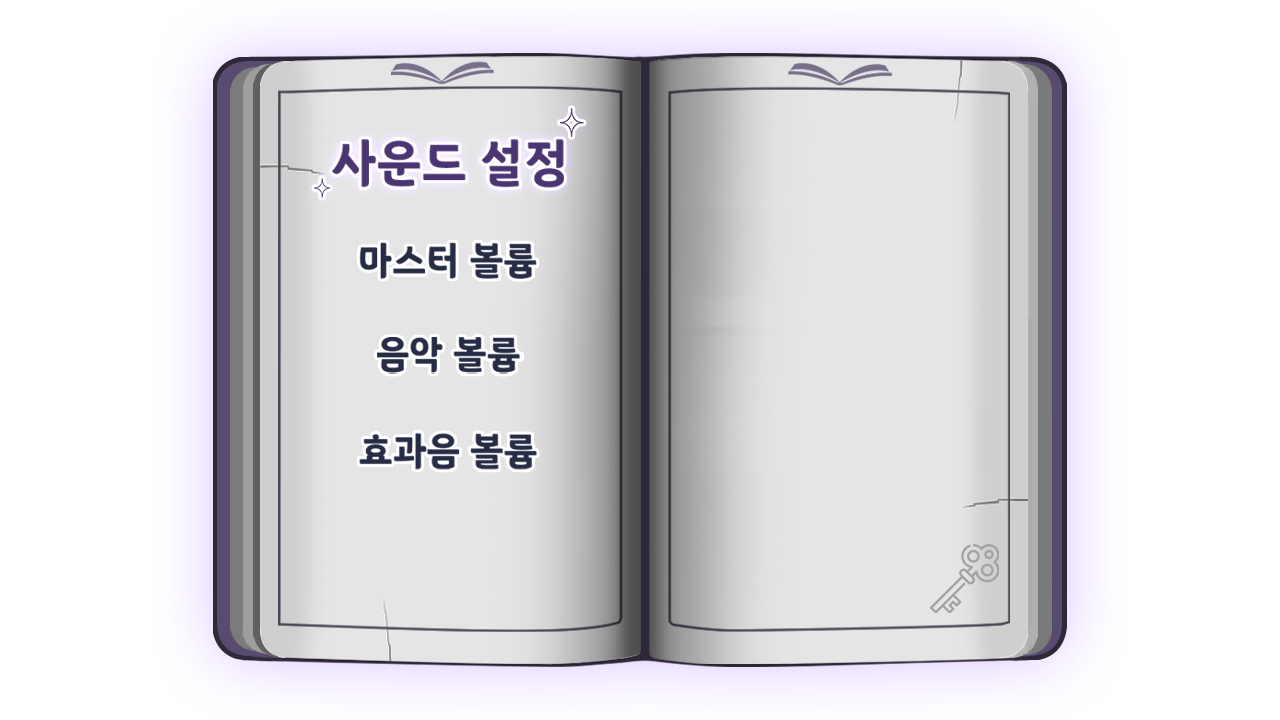 사운드 설정
마스터 볼륨
음악 볼륨
효과음 볼륨